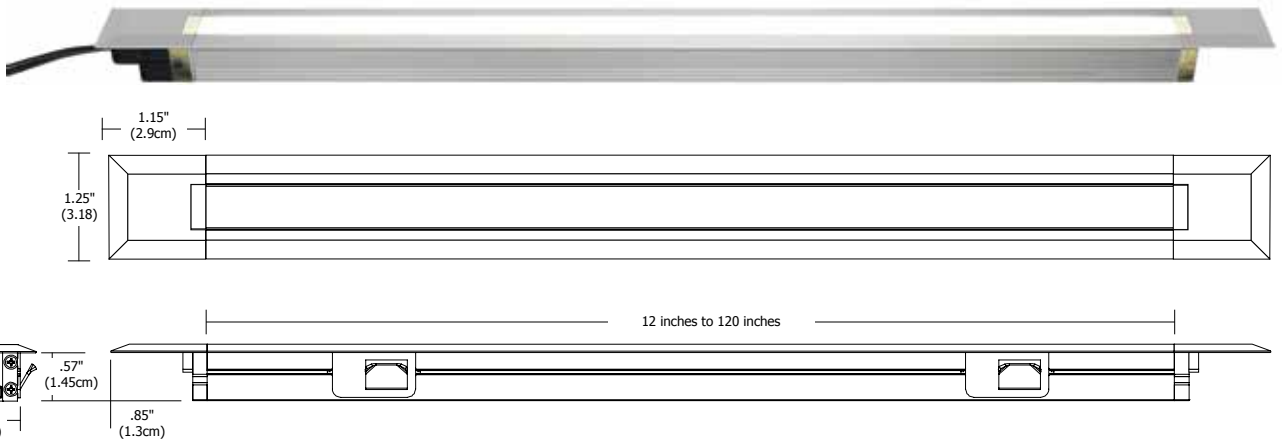 1.15"
(2.9cm)
1.25"
(3.18)
12 inches to 120 inches
.57"
(1.45cm)
.85"
(1.3cm)